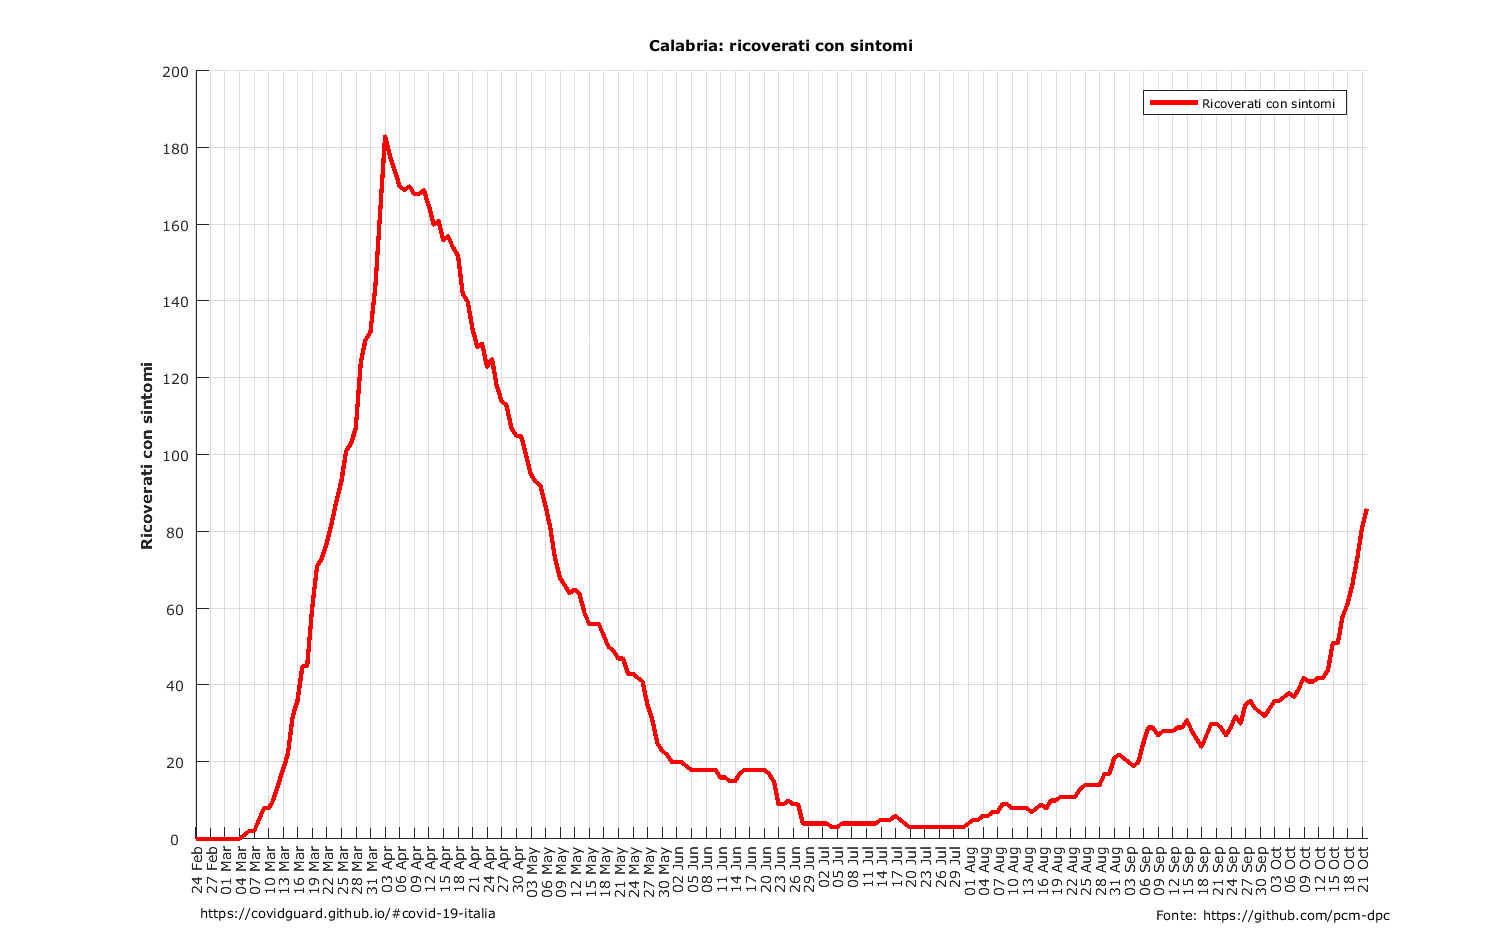 Calabria: ricoverati con sintomi
Ricoverati con sintomi
Ricoverati con sintomi
200
180
160
140
120
100
80
60
40
20
0
24 Feb
27 Feb
01 Mar
04 Mar
07 Mar
10 Mar
13 Mar
16 Mar
19 Mar
22 Mar
25 Mar
28 Mar
31 Mar
03 Apr
06 Apr
09 Apr
12 Apr
15 Apr
18 Apr
21 Apr
24 Apr
27 Apr
30 Apr
03 May
06 May
09 May
12 May
15 May
18 May
21 May
24 May
27 May
30 May
02 Jun
05 Jun
08 Jun
11 Jun
14 Jun
17 Jun
20 Jun
23 Jun
26 Jun
29 Jun
02 Jul
05 Jul
08 Jul
11 Jul
14 Jul
17 Jul
20 Jul
23 Jul
26 Jul
29 Jul
01 Aug
04 Aug
07 Aug
10 Aug
13 Aug
16 Aug
19 Aug
22 Aug
25 Aug
28 Aug
31 Aug
03 Sep
06 Sep
09 Sep
12 Sep
15 Sep
18 Sep
21 Sep
24 Sep
27 Sep
30 Sep
03 Oct
06 Oct
09 Oct
12 Oct
15 Oct
18 Oct
21 Oct
https://covidguard.github.io/#covid-19-italia
Fonte: https://github.com/pcm-dpc